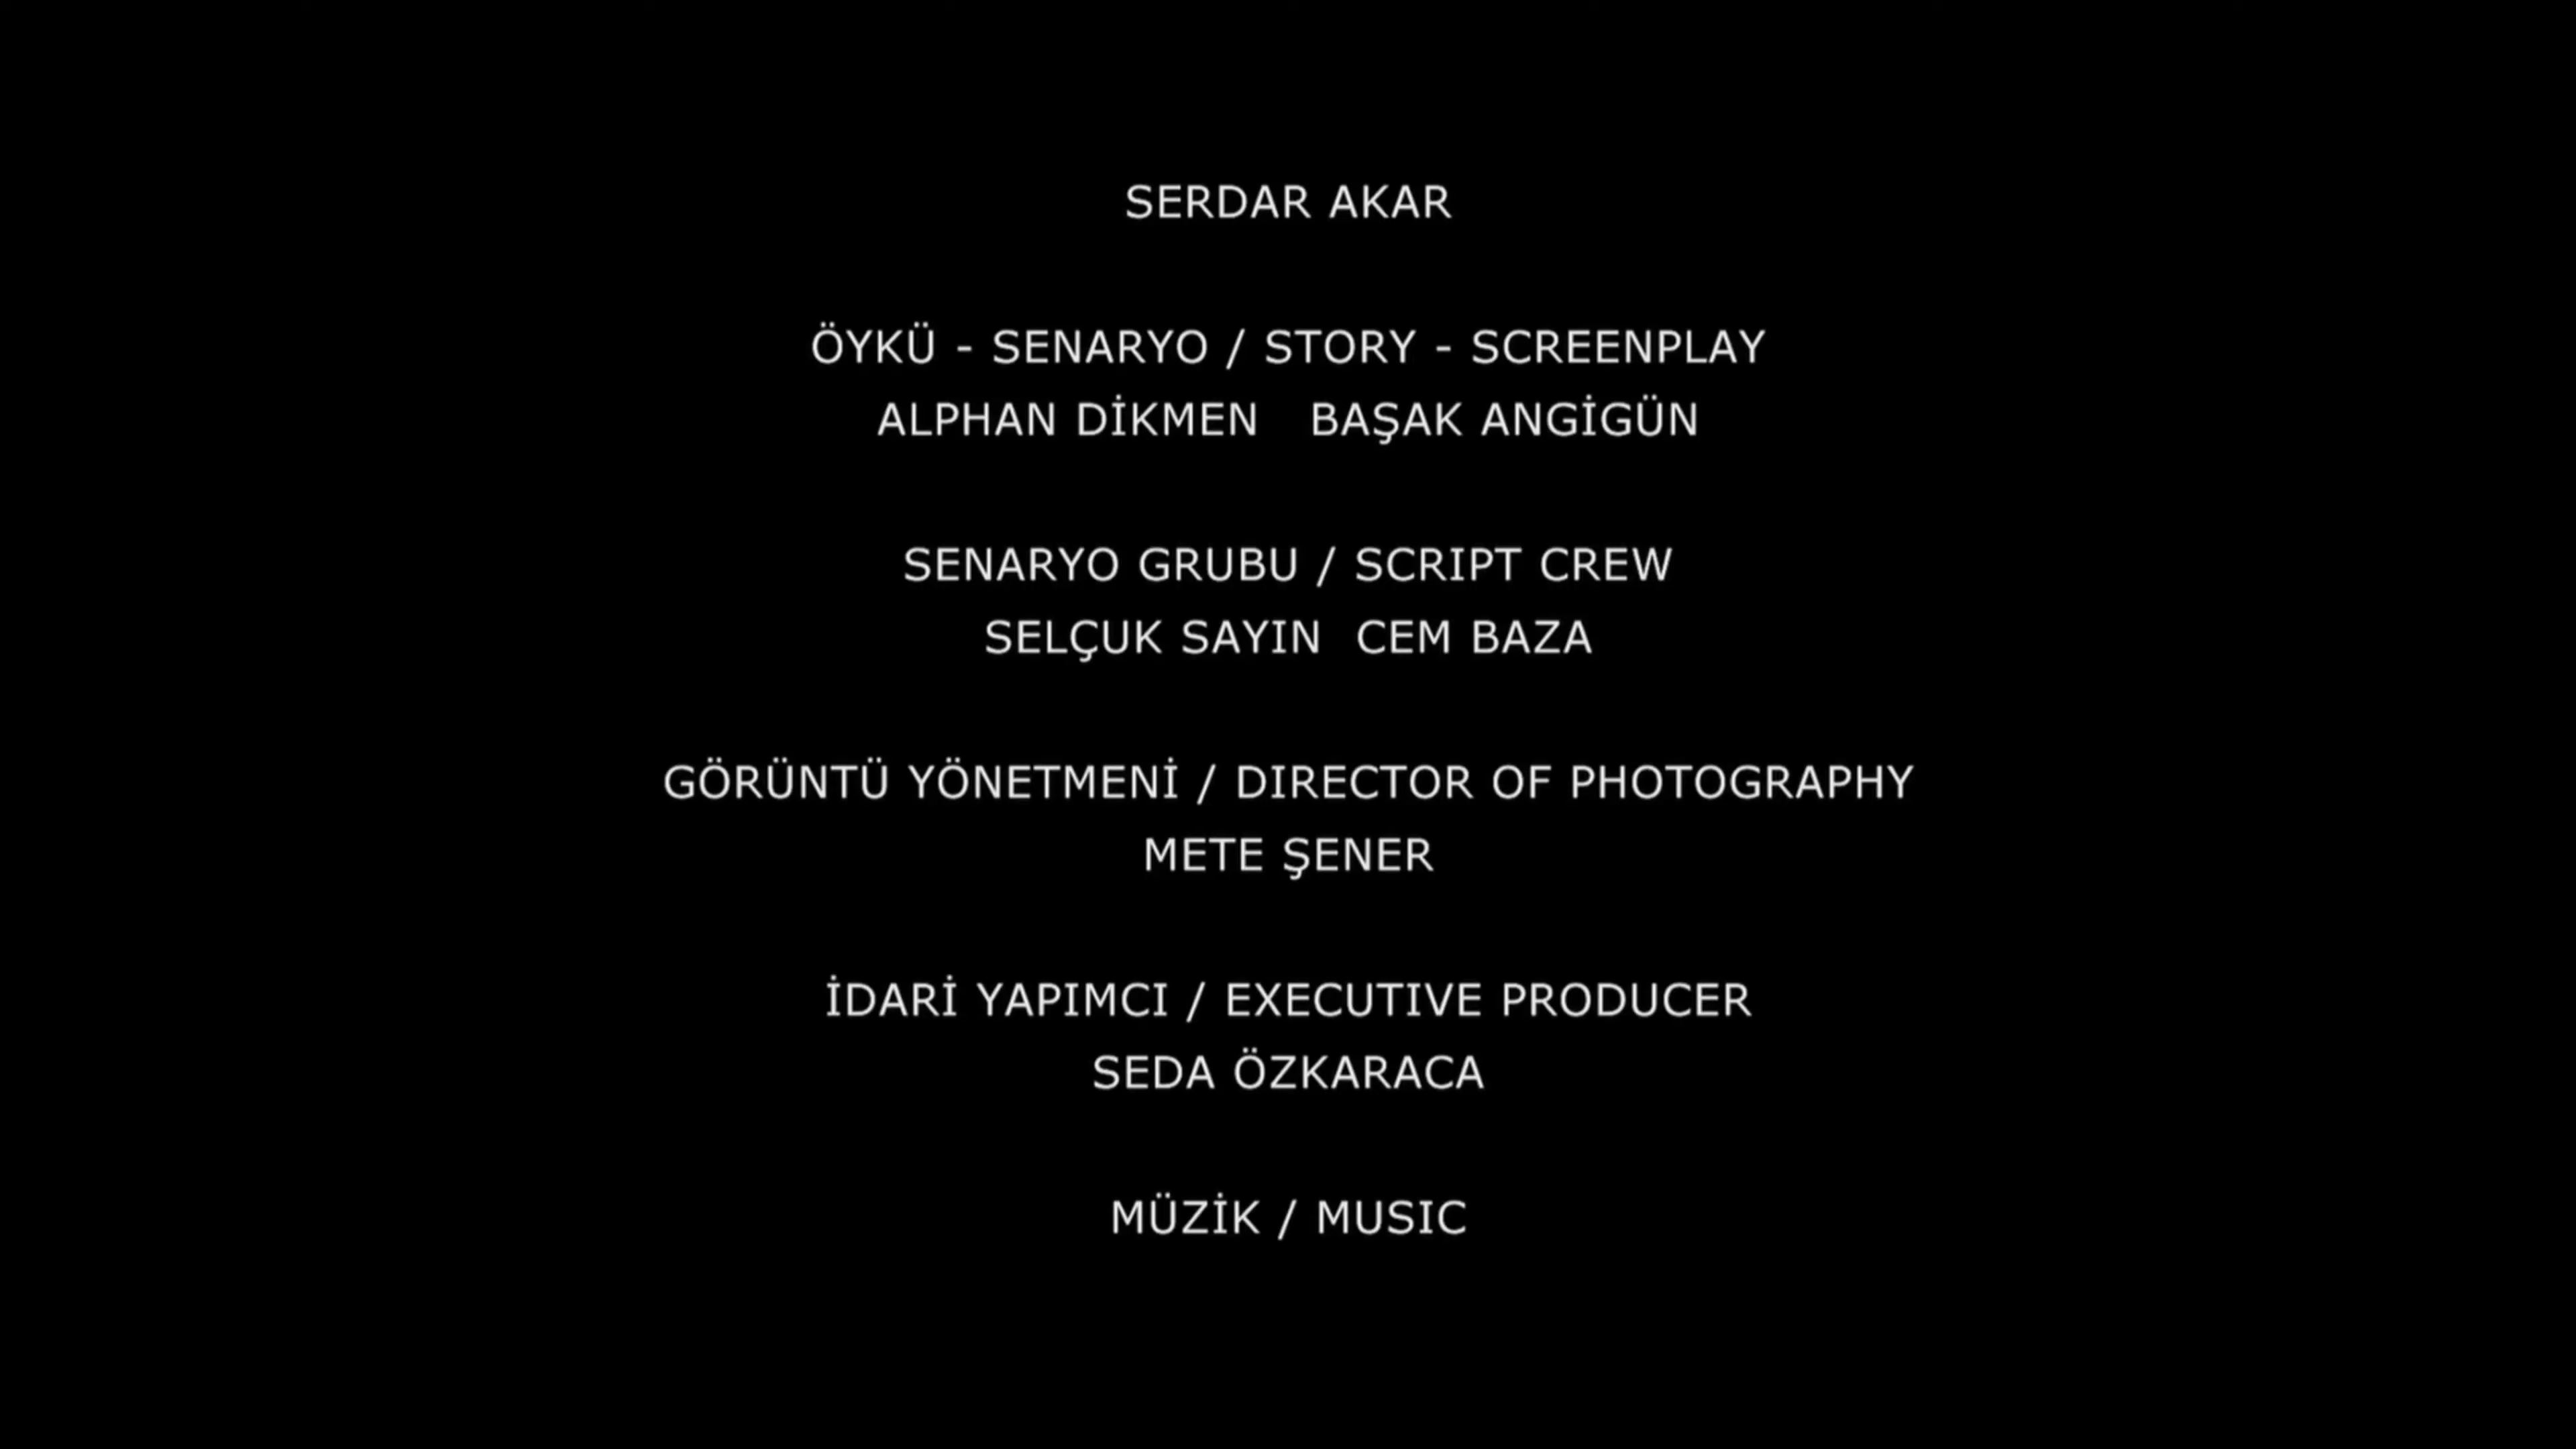 SERDAR AKAR
ÖYKÜ - SENARYO / STORY - SCREENPLAY
ALPHAN DİKMEN   BAŞAK ANGİGÜN
SENARYO GRUBU / SCRIPT CREW
SELÇUK SAYIN  CEM BAZA
GÖRÜNTÜ YÖNETMENİ / DIRECTOR OF PHOTOGRAPHY
METE ŞENER
İDARİ YAPIMCI / EXECUTIVE PRODUCER
SEDA ÖZKARACA
MÜZİK / MUSIC